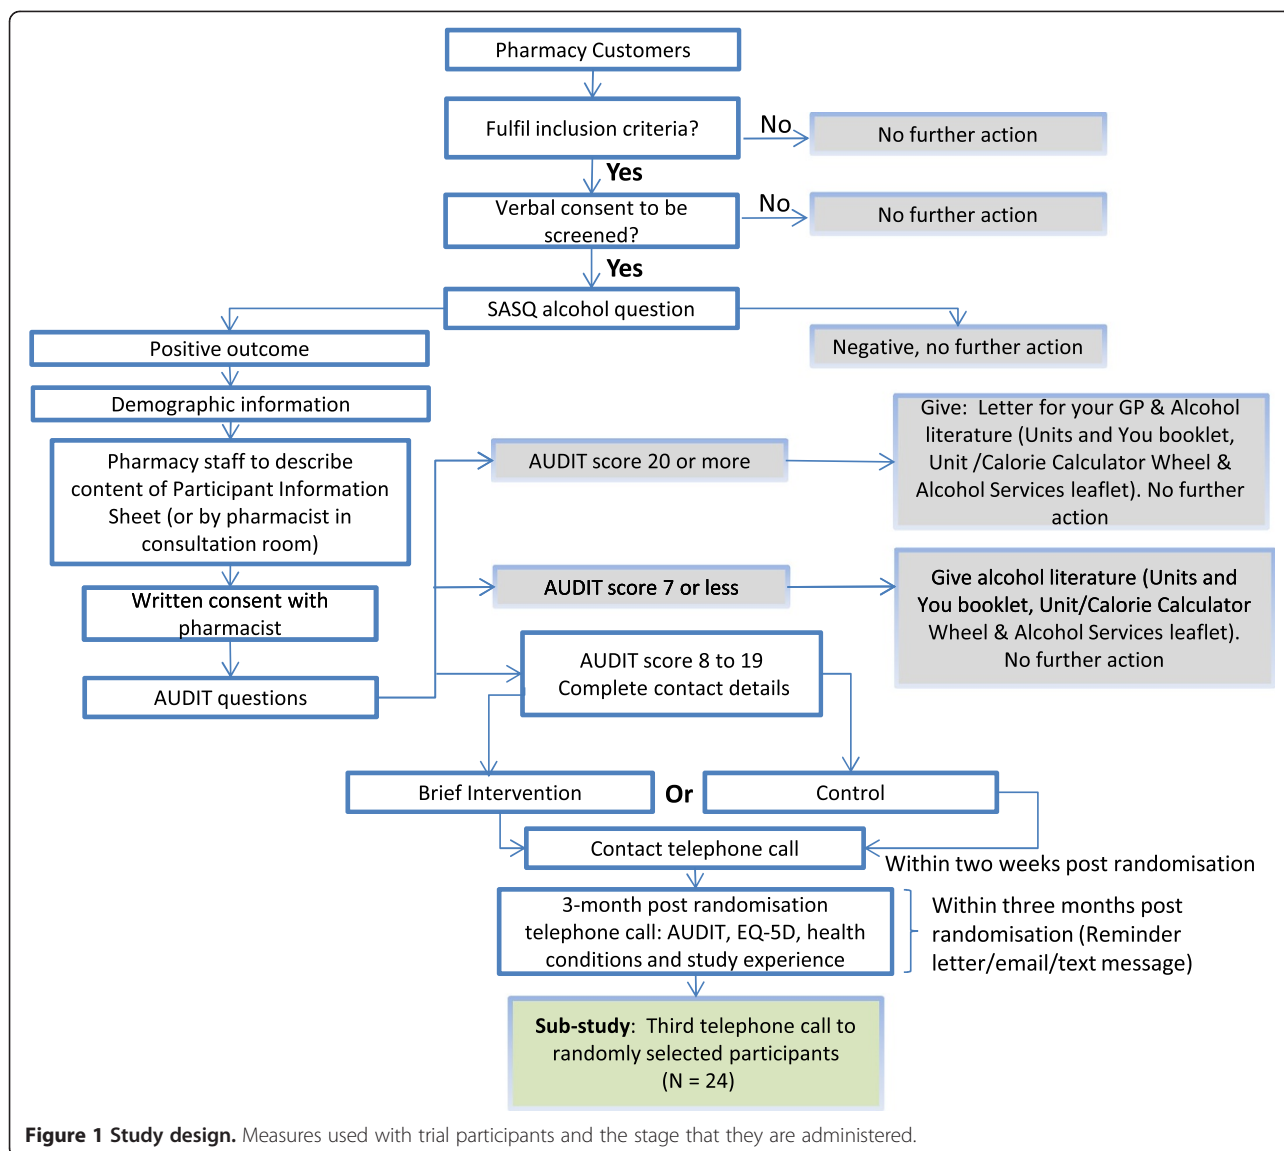 Pharmacy Customers
Fulfil inclusion criteria?
No
No further action
Yes
Verbal consent to be
screened?
No
No further action
Yes
SASQ alcohol question
Positive outcome
Negative, no further action
Demographic information
Pharmacy staff to describe
content of Participant Information
Sheet (or by pharmacist in
consultation room)
Written consent with
pharmacist
AUDIT questions
AUDIT score 20 or more
Give:  Letter for your GP & Alcohol
literature (Units and You booklet,
Unit /Calorie Calculator Wheel &
Alcohol Services leaflet). No further
action
AUDIT score 7 or less
Give alcohol literature (Units and
You booklet, Unit/Calorie Calculator
Wheel & Alcohol Services leaflet).
No further action
AUDIT score 8 to 19
Complete contact details
Brief Intervention
Or
Control
Contact telephone call
Within two weeks post randomisation
3-month post randomisation
telephone call: AUDIT, EQ-5D, health
conditions and study experience
Within three months post
randomisation (Reminder
letter/email/text message)
Sub-study:  Third telephone call to
randomly selected participants
(N = 24)
Figure 1 Study design. Measures used with trial participants and the stage that they are administered.